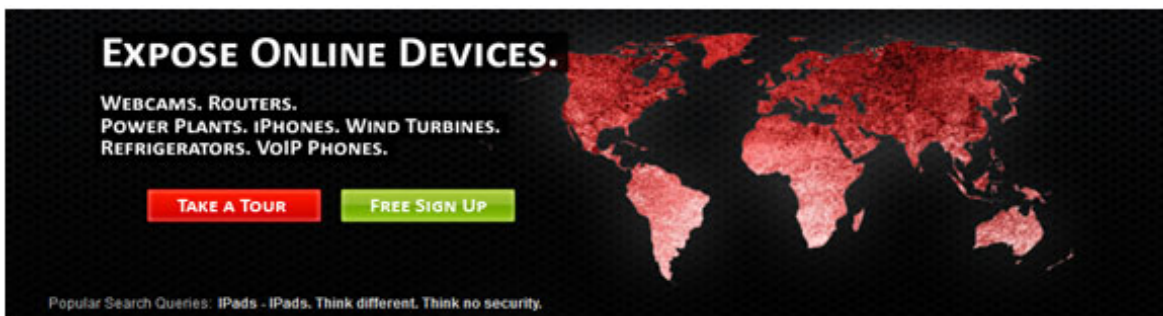 EXPOSE ONLINE DEVICES.
WEBCAMS. ROUTERS.
POWER PLANTS. IPHONES. WIND TURBINES.
REFRIGERATORS. VOIP PHONES.
TAKE A TOUR
FREE SIGN UP
Popular Search Queries: IPads - IPads. Think different. Think no security.